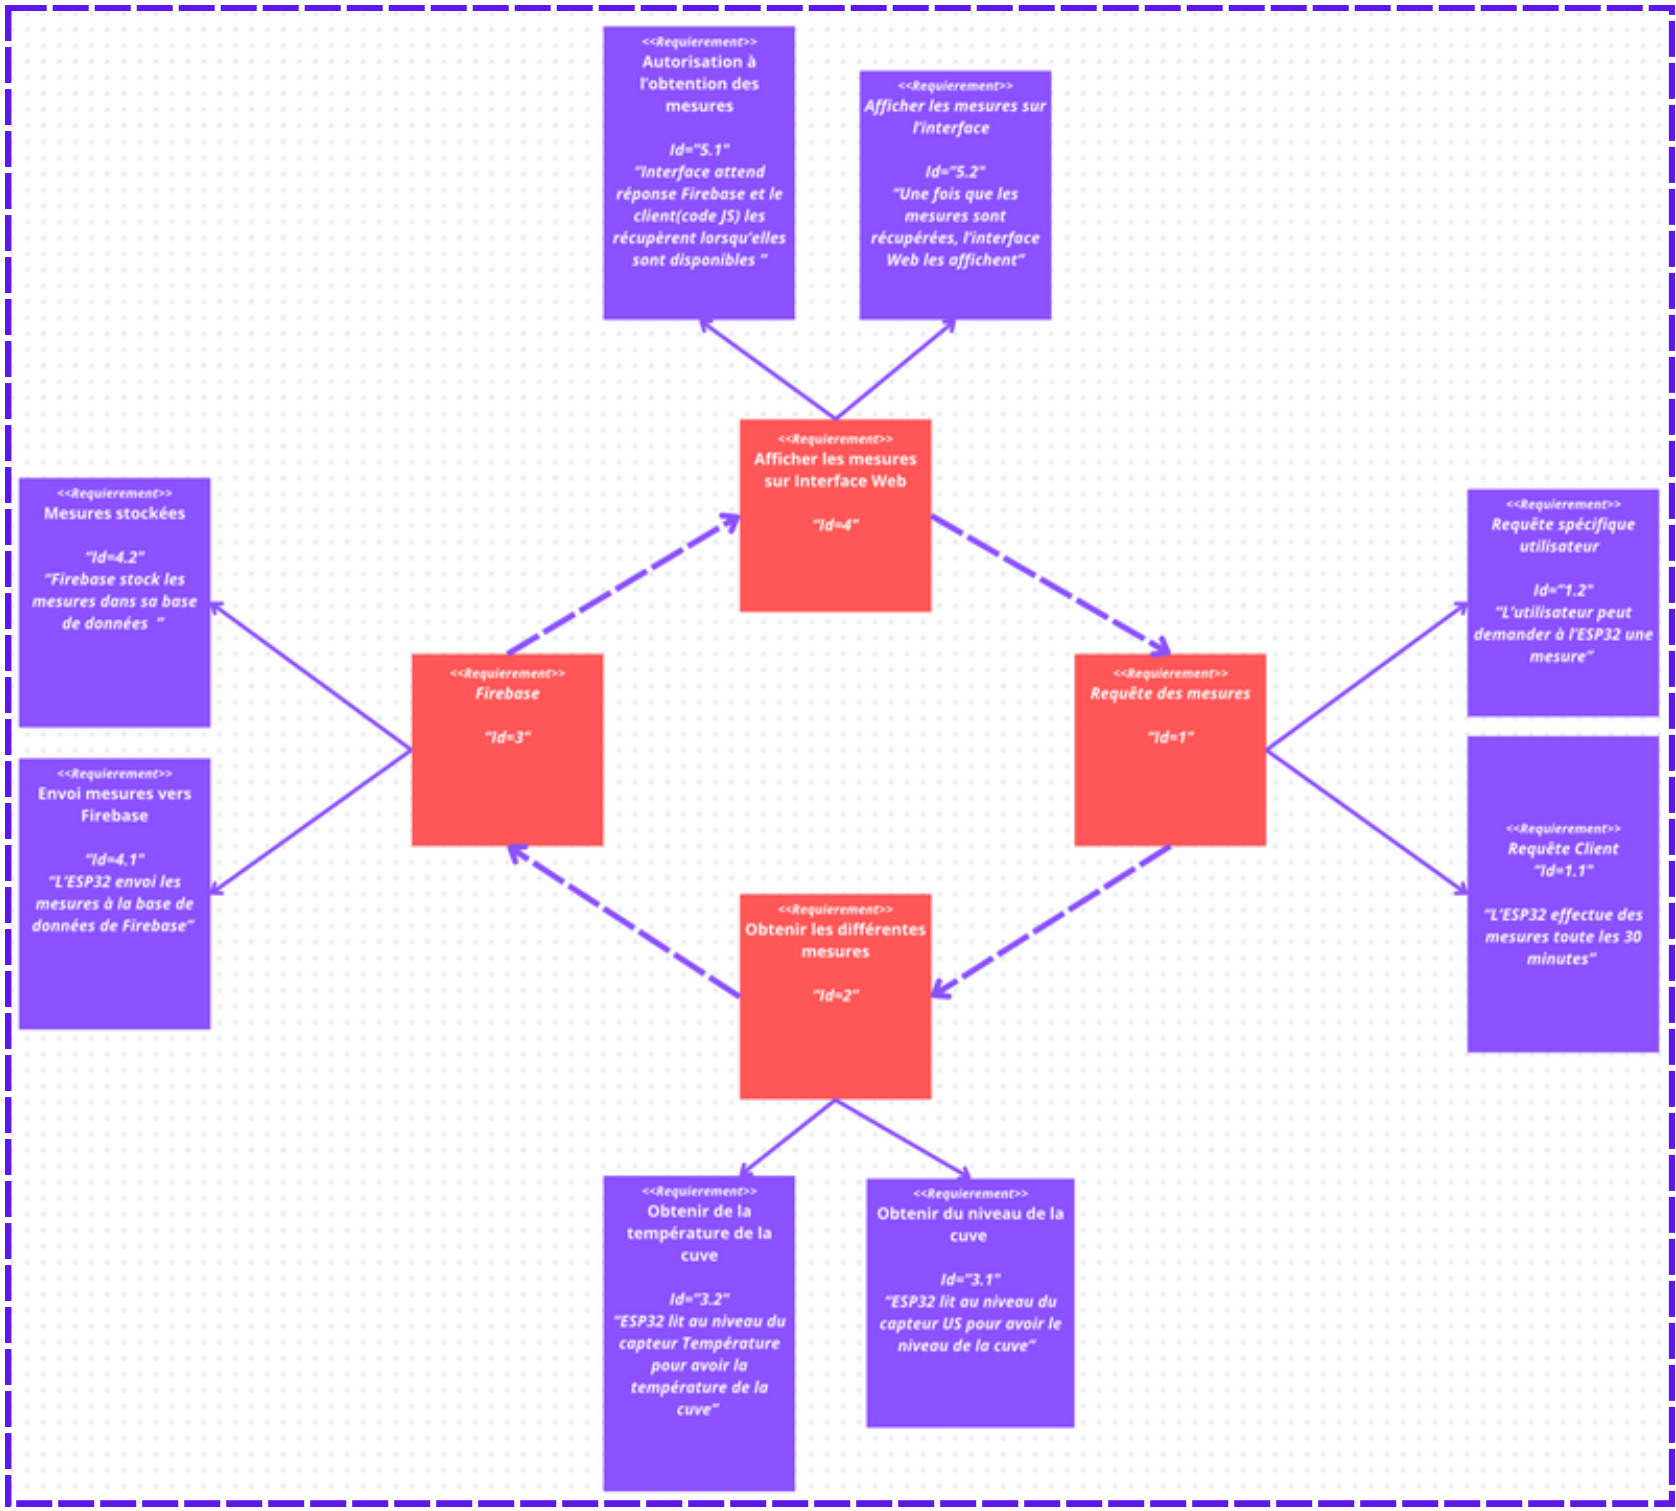 <<Requierement>>
Autorisation à
l'obtention des
mesures
Id="5.1"
"Interface attend
réponse Firebase et le
client(code JS) les
récupèrent lorsqu'elles
sont disponibles "
<<Requierement>>
Afficher les mesures sur
l'interface
Id="5.2"
"Une fois que les
mesures sont
récupérées, l'interface
Web les affichent"
<<Requierement>>
Afficher les mesures
sur Interface Web
"Id=4"
<<Requierement>>
Mesures stockées
"Id=4.2"
"Firebase stock les
mesures dans sa base
de données "
<<Requierement>>
Requête spécifique
utilisateur
Id="1.2"
"L'utilisateur peut
demander à l'ESP32 une
mesure"
<<Requierement>>
Firebase
"Id=3"
<<Requierement>>
Requête des mesures
"Id=1"
<<Requierement>>
Envoi mesures vers
Firebase
"Id=4.1"
"L'ESP32 envoi les
mesures à la base de
données de Firebase"
<<Requierement>>
Requête Client
"Id=1.1"
"L'ESP32 effectue des
mesures toute les 30
minutes"
<<Requierement>>
Obtenir les différentes
mesures
"Id=2"
<<Requierement>>
Obtenir de la
température de la
cuve
Id="3.2"
"ESP32 lit au niveau du
capteur Température
pour avoir la
température de la
cuve"
<<Requierement>>
Obtenir du niveau de la
cuve
Id="3.1"
"ESP32 lit au niveau du
capteur US pour avoir le
niveau de la cuve"